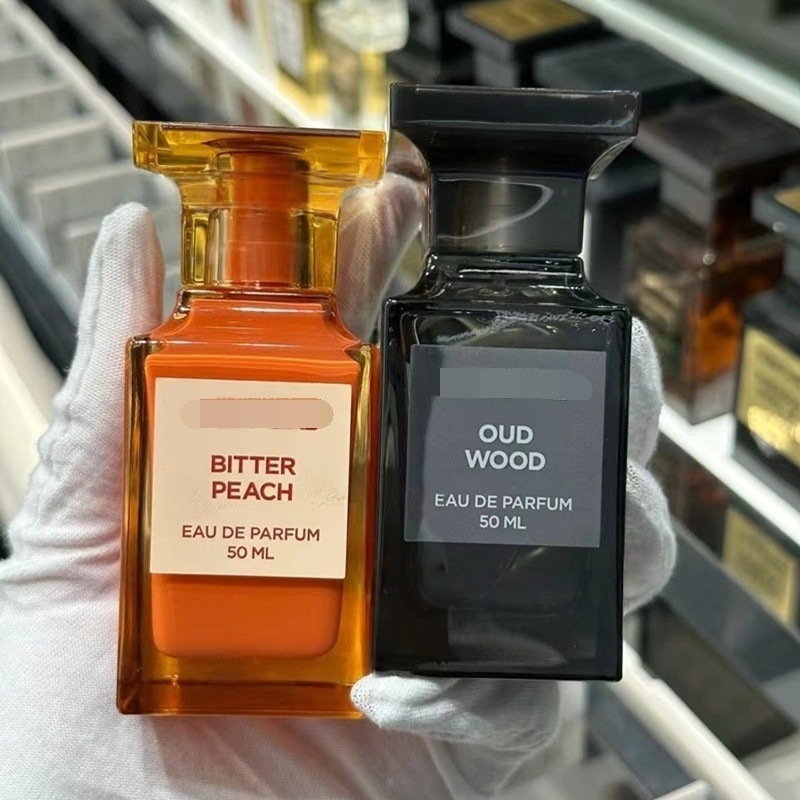 BITTER
PEACH
EAU DE PARFUM
50 ML
OUD
WOOD
EAU DE PARFUM
50 ML